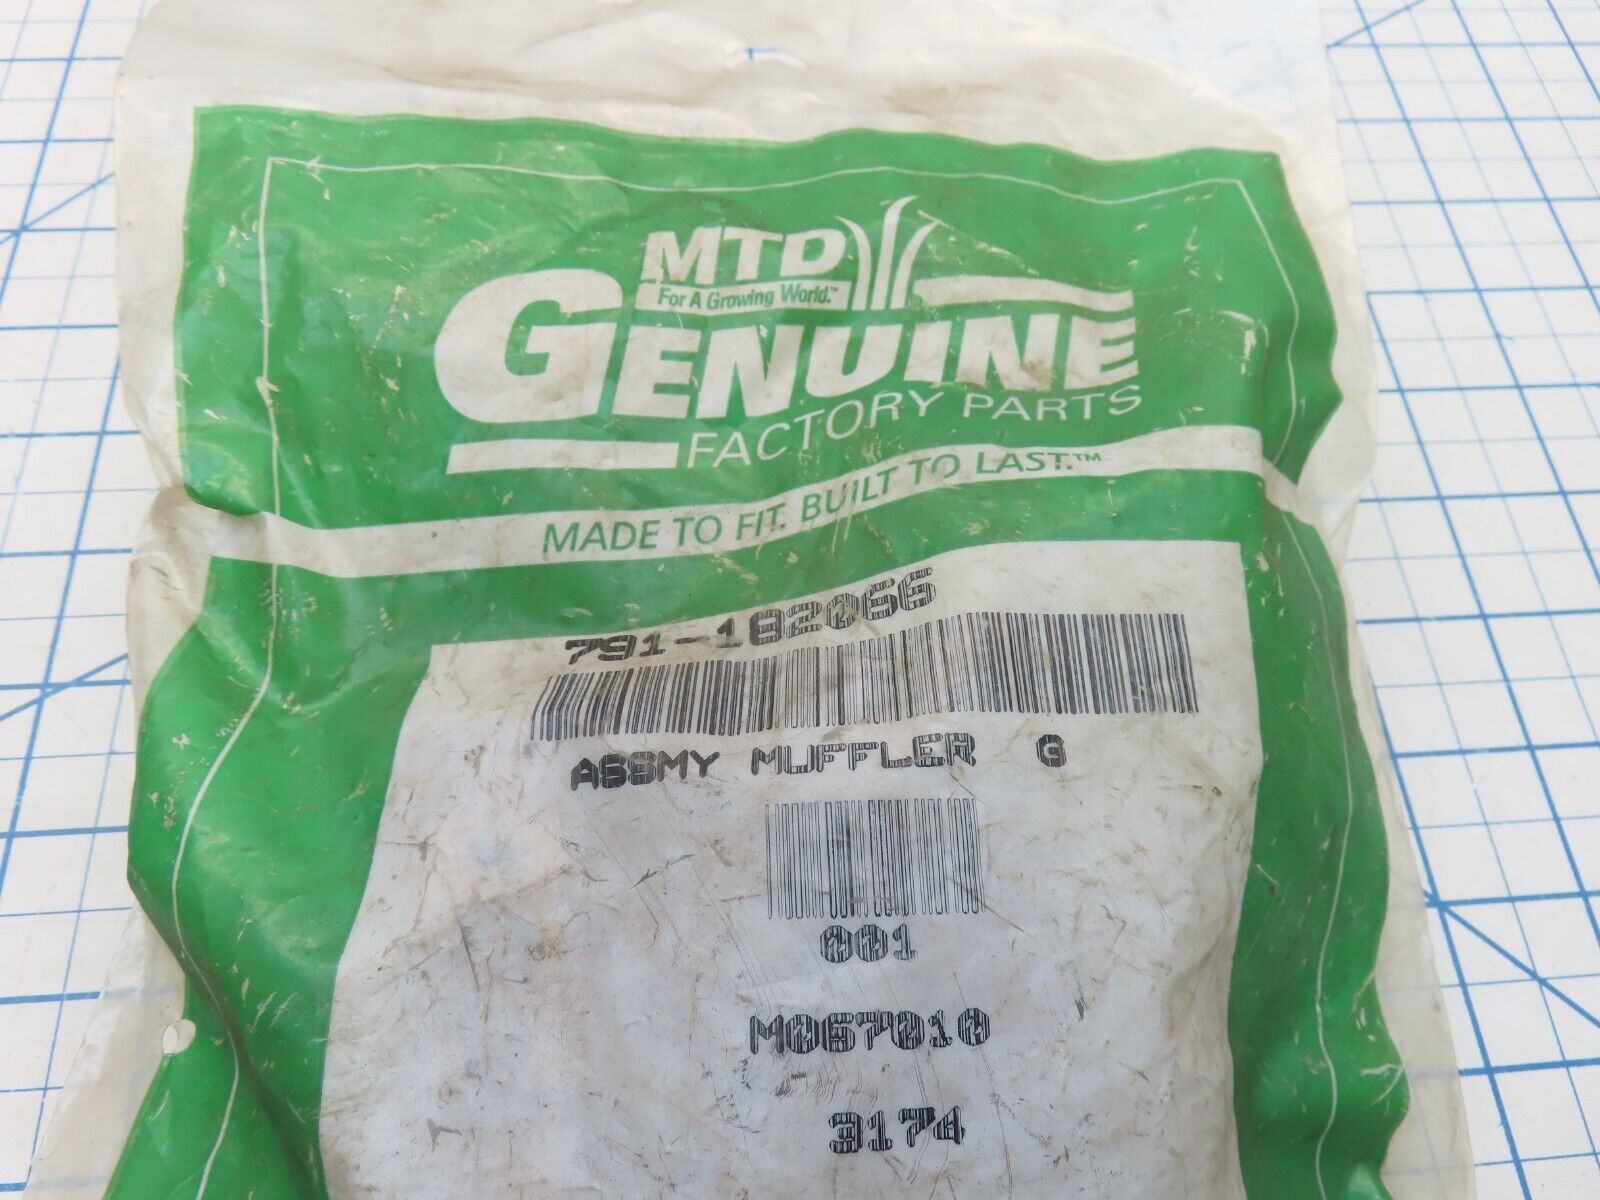 MTD
For A Growing World.™
GENUINE
FACTORY PARTS
MADE TO FIT. BUILT TO LAST.™
791-182066
ASSMY MUFFLER G
001
M067010
3174